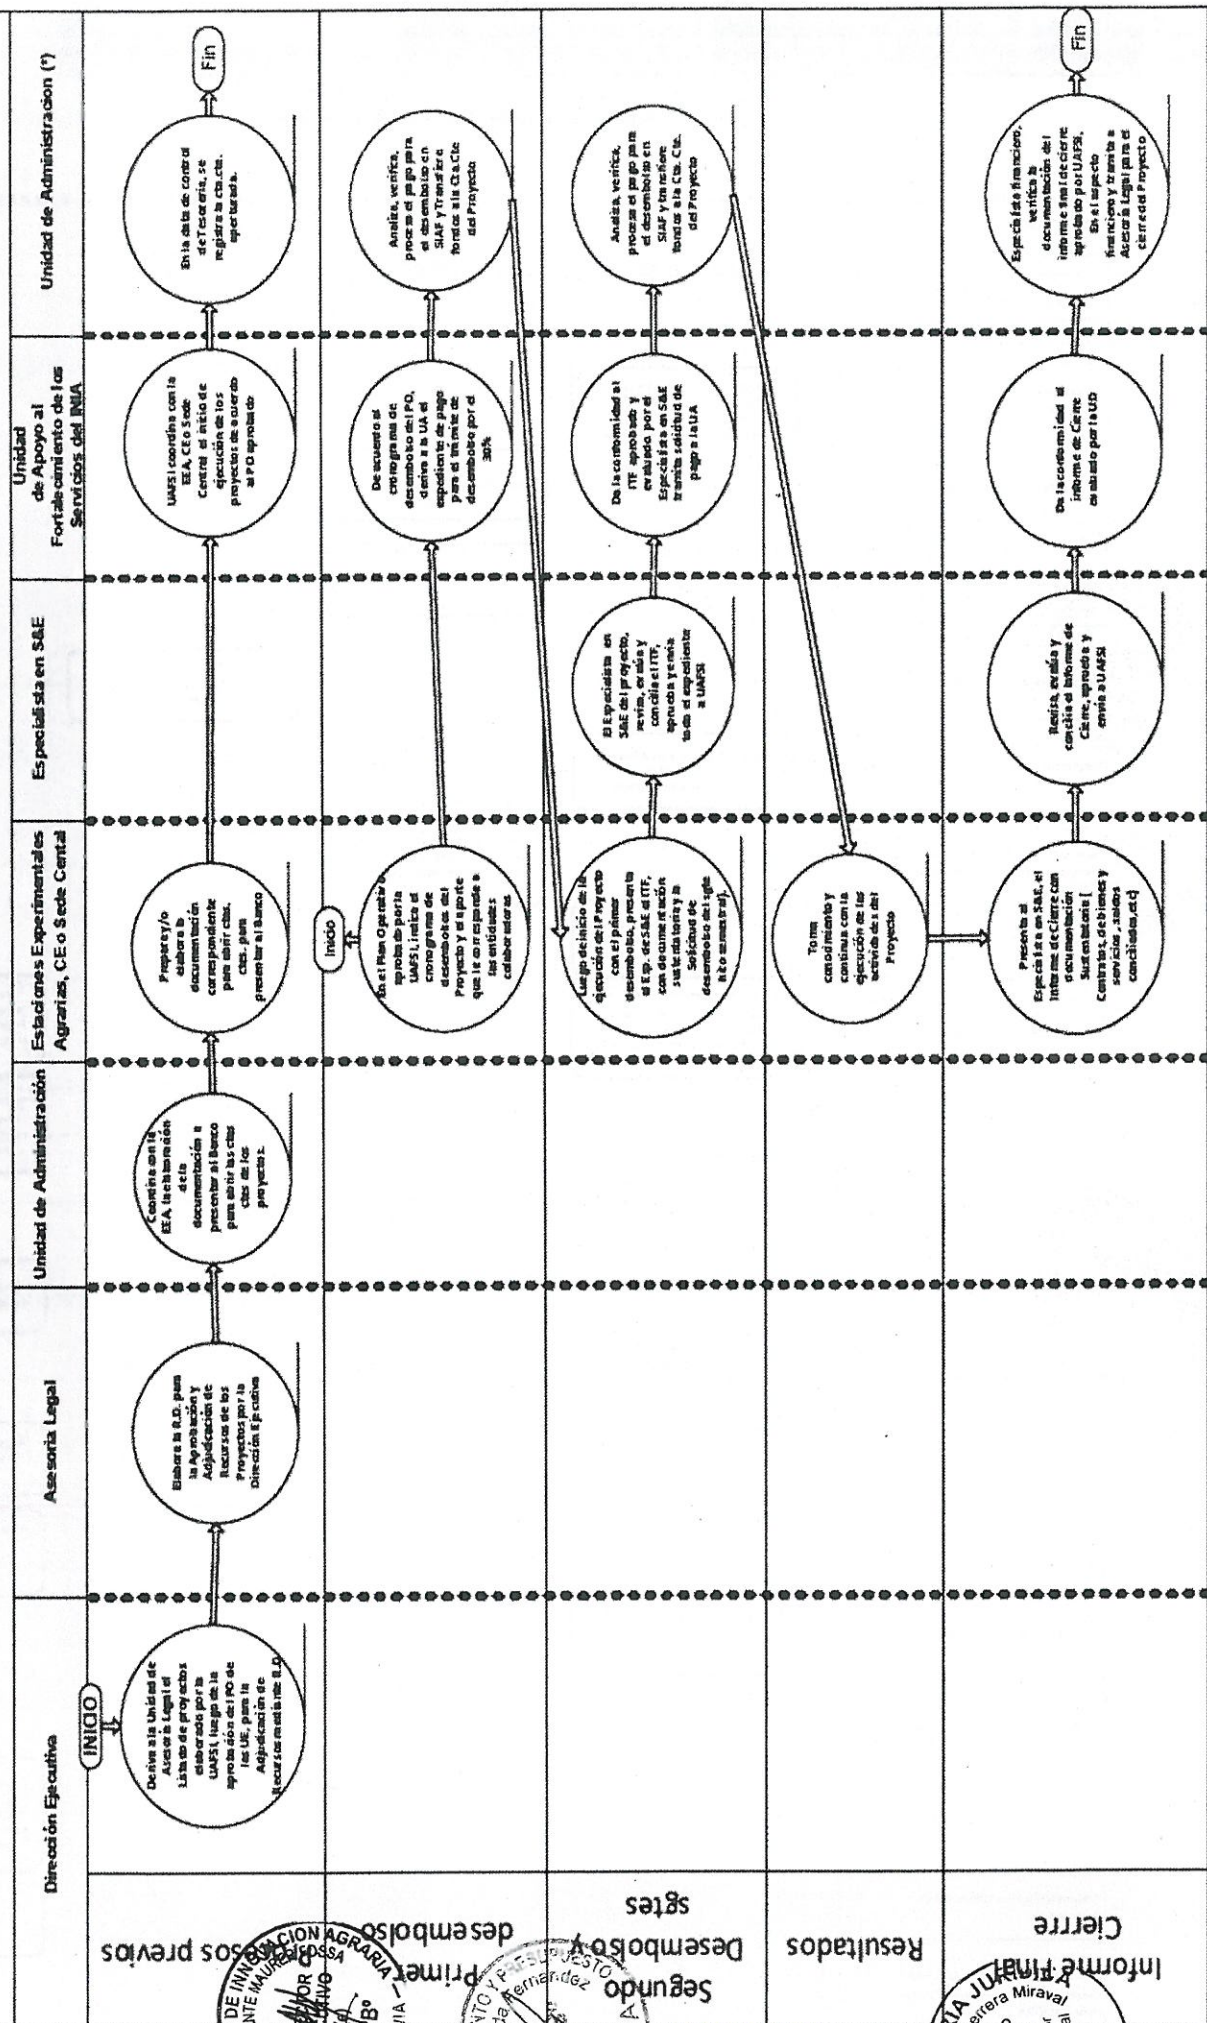 Dirección Ejecutiva
Asesoria Legal
Unidad de Administración
Estaciones Experimentales
Agrarias, CEo Sede Cental
Especialista en S&E
Unidad
de Apoyo al
Fortalecimiento de los
Servicios del INIA
Unidad de Administracion (*)
Procesos previos
INICIO
Deriva a la Unidad de
Asesoría Legal el
Listado de proyectos
elaborado por la
UAFSI, luego de la
aprobación del PO de
las UE, para la
Adjudicación de
Recursos mediante R.D.
Elabora la R.D. para
la Aprobación y
Adjudicación de
Recursos de los
Proyectos por la
Dirección Ejecutiva
Coordina con la
EEA, la elaboración
de la
documentación a
presentar al Banco
para abrir las ctas
ctes de los
proyectos.
Prepara y/o
elabora la
documentación
correspondiente
para abrir ctas.
ctes. para
presentar al Banco
UAFSI coordina con la
EEA, CEo Sede
Central el inicio de
ejecución de los
proyectos de acuerdo
al PO aprobado
En la data de control
de Tesorería, se
registra la cta.cte.
aperturada.
Fin
Primer
desembolso
Inicio
En el Plan Operativo
aprobado por la
UAFSI, indica el
cronograma de
desembolsos del
Proyecto y el aporte
que le corresponde a
las entidades
colaboradoras
De acuerdo al
cronograma de
desembolso del PO,
deriva a la UA el
expediente de pago
para el trámite de
desembolso por el
30%
Analiza, verifica,
procesa el pago para
el desembolso en
SIAF y Transfiere
fondos a la Cta.Cte
del Proyecto
Segundo
Desembolso y
sgtes
Luego de inicio de la
ejecución del Proyecto
con el primer
desembolso, presenta
al Esp. de S&E el ITF,
con documentación
sustentatoria y la
Solicitud de
desembolso del sgte
hito semestral).
El Especialista en
S&E del proyecto,
revisa, evalúa y
concilia el ITF,
aprueba y envía
todo el expediente
a UAFSI
Da la conformidad al
ITF aprobado y
evaluado por el
Especialista en S&E
tramita solicitud de
pago a la UA
Analiza, verifica,
procesa el pago para
el desembolso en
SIAF y transfiere
fondos a la Cta. Cte.
del Proyecto
Resultados
Toma
conocimiento y
continua con la
ejecución de las
actividades del
Proyecto
Informe Final
Cierrre
Presenta al
Especialista en S&E, el
Informe de Cierre con
documentación
Sustentatoria (
Contratos, de bienes y
servicios , saldos
conciliados, etc)
Revisa, evalúa y
concilia el Informe de
Cierre, aprueba y
envía a UAFSI
Da la conformidad al
Informe de Cierre
evaluado por la UD
Especialista financiero,
verifica la
documentación del
informe final de cierre
aprobado por UAFSI,
En el aspecto
financiero y tramita a
Asesoría Legal para el
cierre del Proyecto
Fin
DE INNOVACION AGRARIA